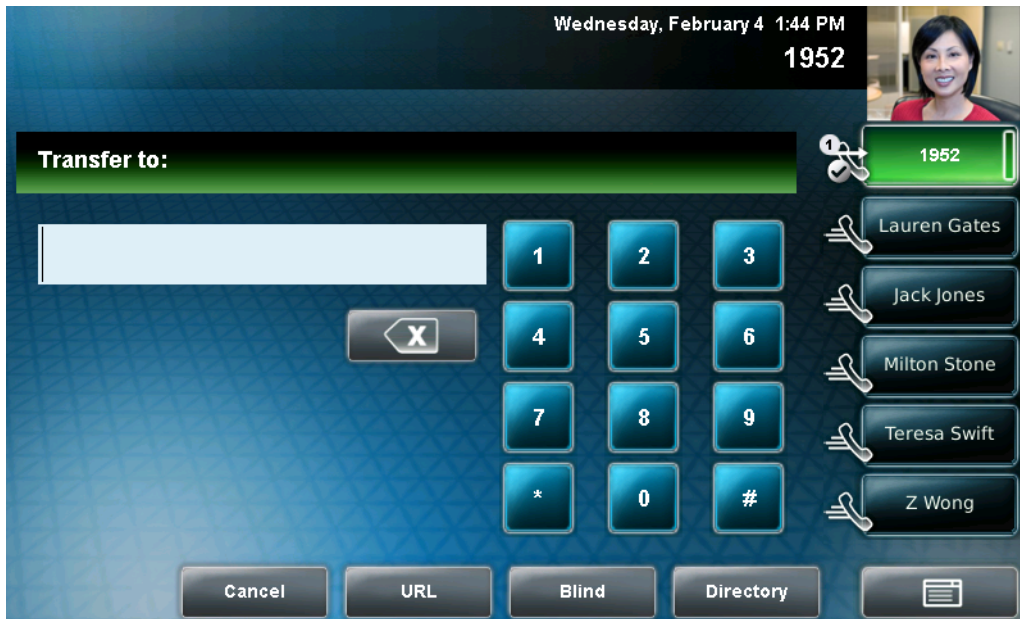 Wednesday, February 4 1:44 PM
1952
Transfer to:
1
1952
Lauren Gates
Jack Jones
Milton Stone
Teresa Swift
Z Wong
1 2 3
X
4 5 6
7 8 9
* 0 #
Cancel URL Blind Directory